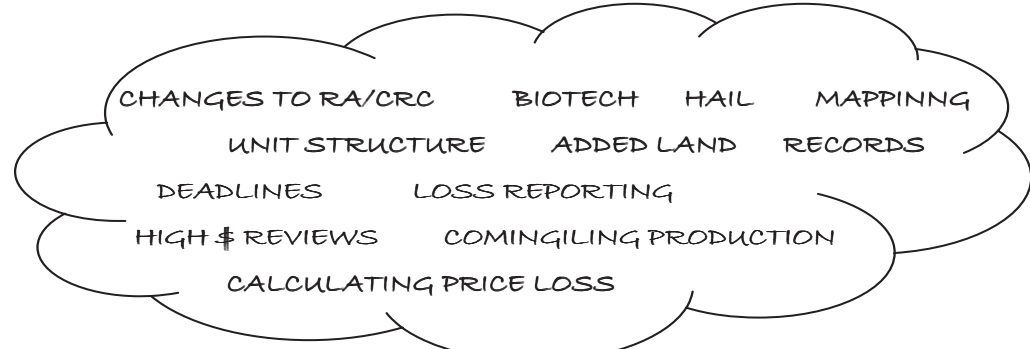 CHANGES TO RA/CRC BIOTECH HAIL MAPPINNG
UNIT STRUCTURE ADDED LAND RECORDS
DEADLINES LOSS REPORTING
HIGH $ REVIEWS COMINGILING PRODUCTION
CALCULATING PRICE LOSS